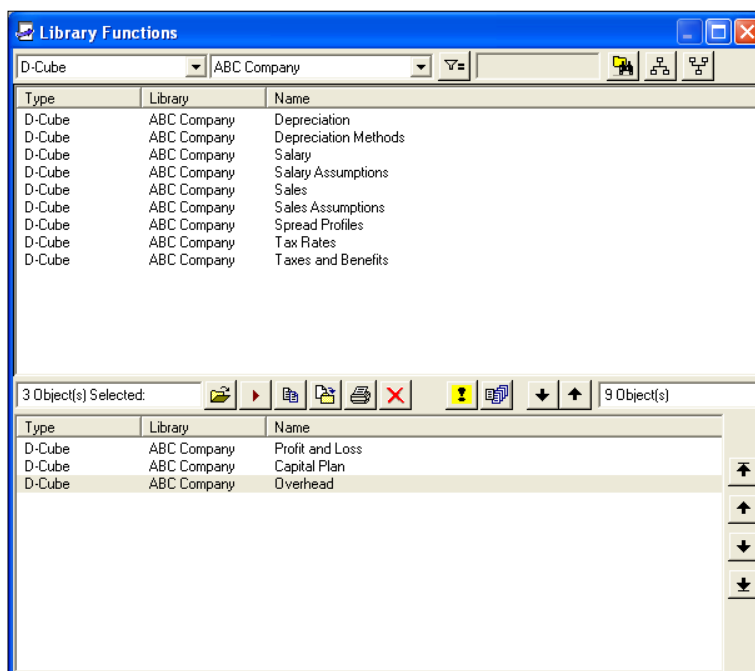 Library Functions
D-Cube ABC Company
Type Library Name
D-Cube ABC Company Depreciation
D-Cube ABC Company Depreciation Methods
D-Cube ABC Company Salary
D-Cube ABC Company Salary Assumptions
D-Cube ABC Company Sales
D-Cube ABC Company Sales Assumptions
D-Cube ABC Company Spread Profiles
D-Cube ABC Company Tax Rates
D-Cube ABC Company Taxes and Benefits
3 Object(s) Selected: 9 Object(s)
Type Library Name
D-Cube ABC Company Profit and Loss
D-Cube ABC Company Capital Plan
D-Cube ABC Company Overhead